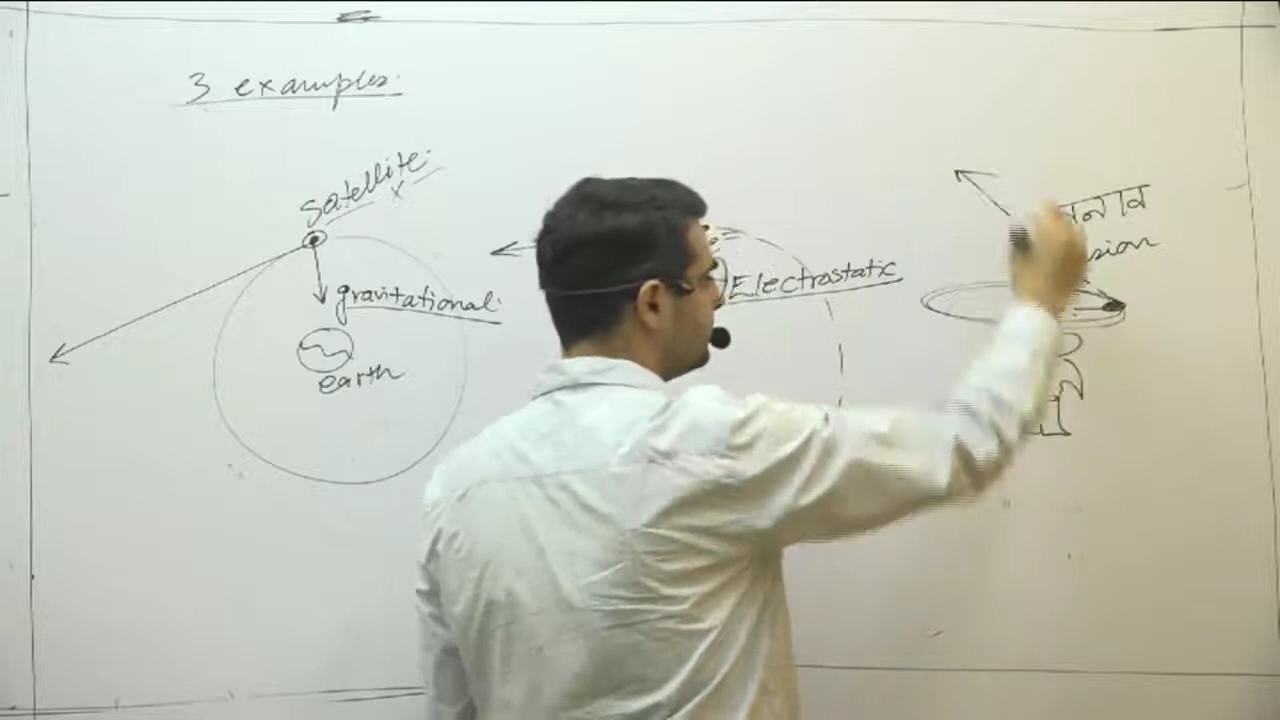 3 examples.
satellite.
gravitational.
earth
Electrostatic